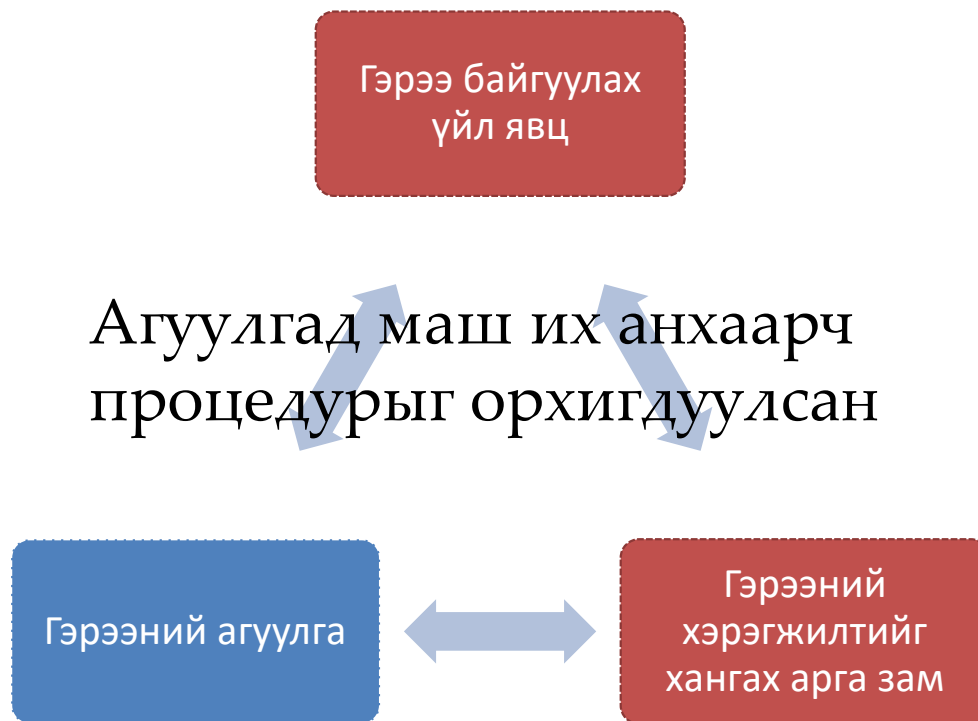 Гэрээ байгуулах
үйл явц
Агуулгад маш их анхаарч
процедурыг орхигдуулсан
Гэрээний агуулга
Гэрээний
хэрэгжилтийг
хангах арга зам